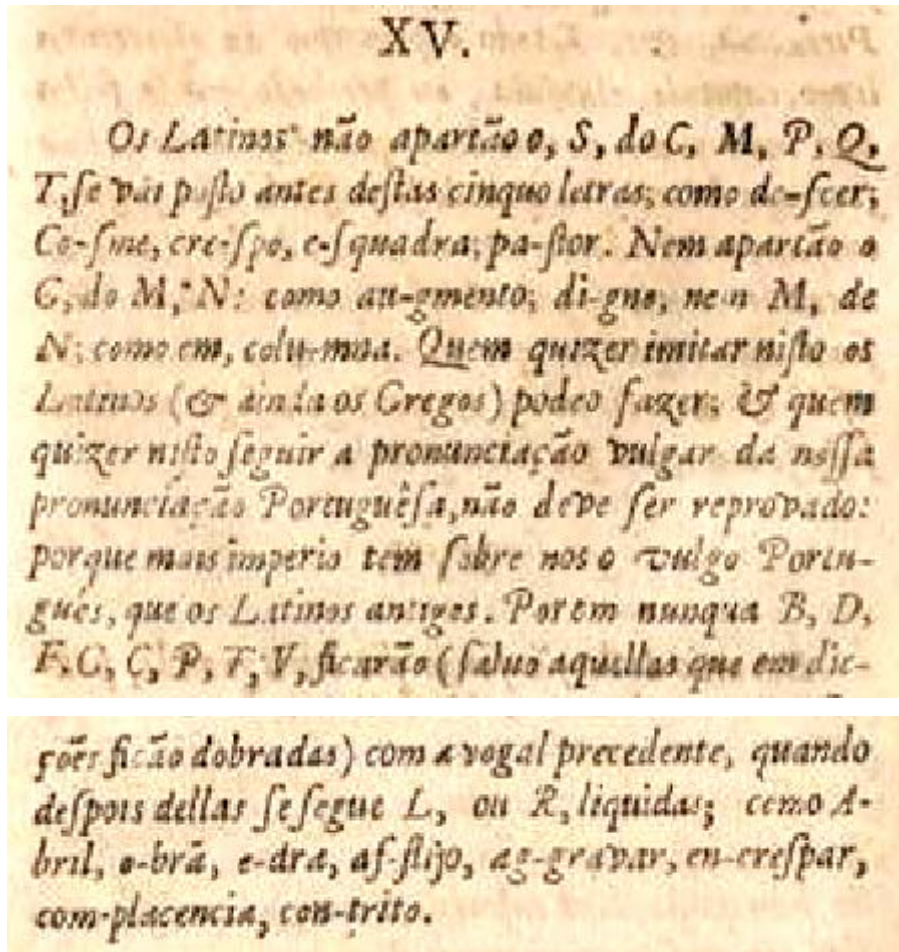 XV.
Os Latinos não apartão o, S, do C, M, P, Q,
T, se vai posto antes destas cinquo letras; como de-scer;
Co-sme, cre-spo, e-squadra; pa-stor. Nem apartão o
G, do M, N: como au-gmento; di-gno, nem M, de
N; como em, colu-mna. Quem quizer imitar nisto os
Latinos (& ainda os Gregos) podeo fazer; & quem
quizer nisto seguir a pronunciação vulgar da nossa
pronunciação Portuguêsa, não deve ser reprovado:
porque mais imperio tem sobre nos o vulgo Portu-
guès, que os Latinos antigos. Porem nunqua B, D,
F, G, C, P, T, V, ficarão (saluo aquellas que em dic-
ções ficão dobradas) com a vogal precedente, quando
despois dellas se segue L, ou R, liquidas; como A-
bril, o-brā, e-dra, af-flijo, ag-gravar, en-crespar,
com-placencia, con-trito.